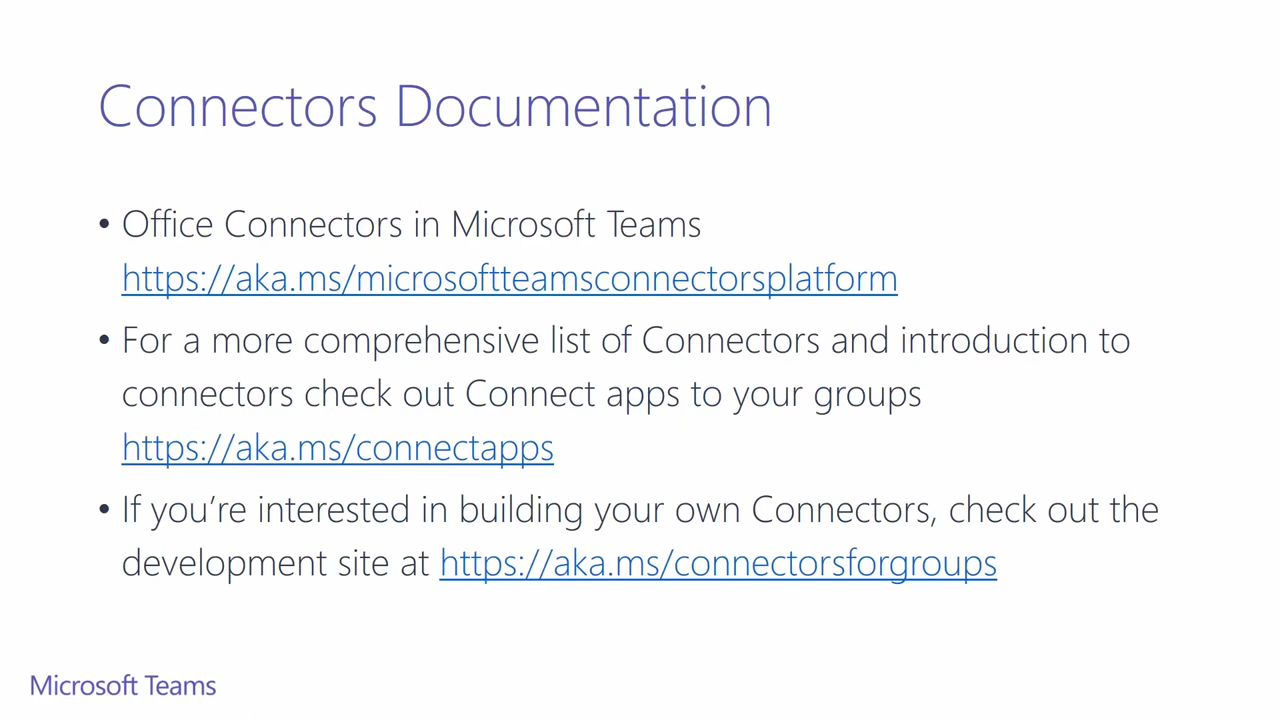 Connectors Documentation
• Office Connectors in Microsoft Teams
https://aka.ms/microsoftteamsconnectorsplatform
• For a more comprehensive list of Connectors and introduction to
connectors check out Connect apps to your groups
https://aka.ms/connectapps
• If you’re interested in building your own Connectors, check out the
development site at https://aka.ms/connectorsforgroups
Microsoft Teams